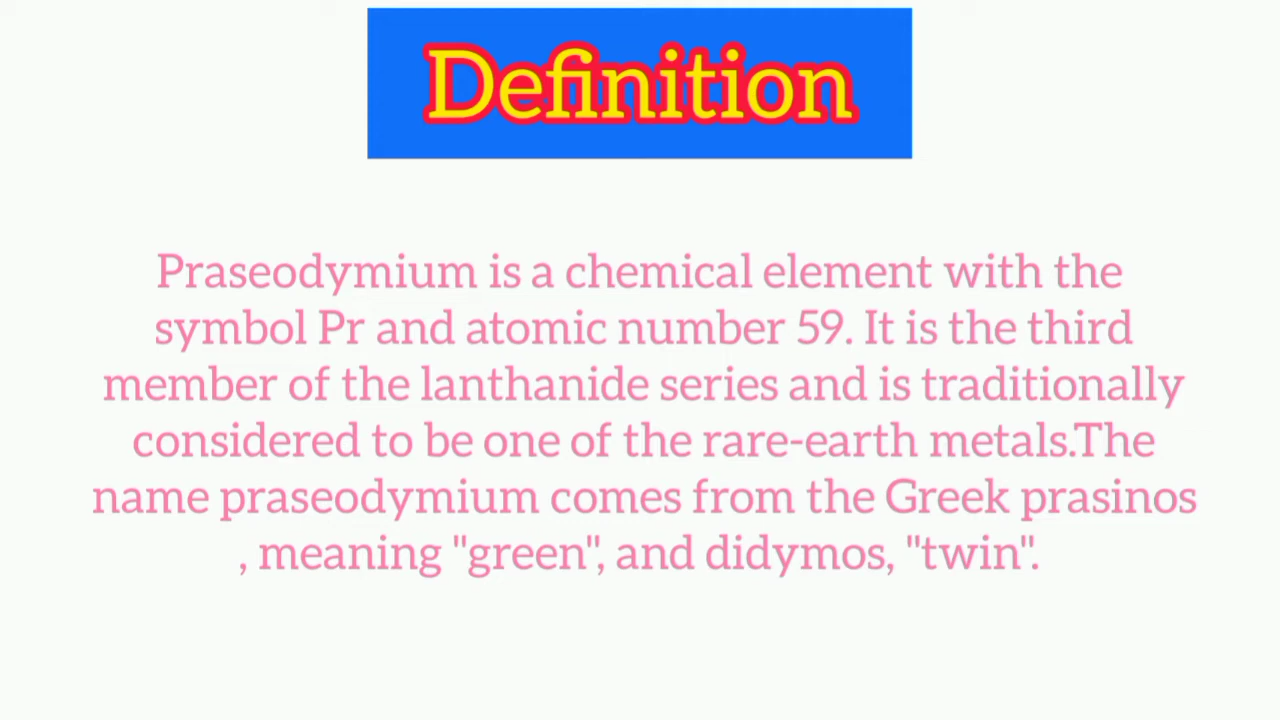 Definition
Praseodymium is a chemical element with the
symbol Pr and atomic number 59. It is the third
member of the lanthanide series and is traditionally
considered to be one of the rare-earth metals.The
name praseodymium comes from the Greek prasinos
, meaning "green", and didymos, "twin".